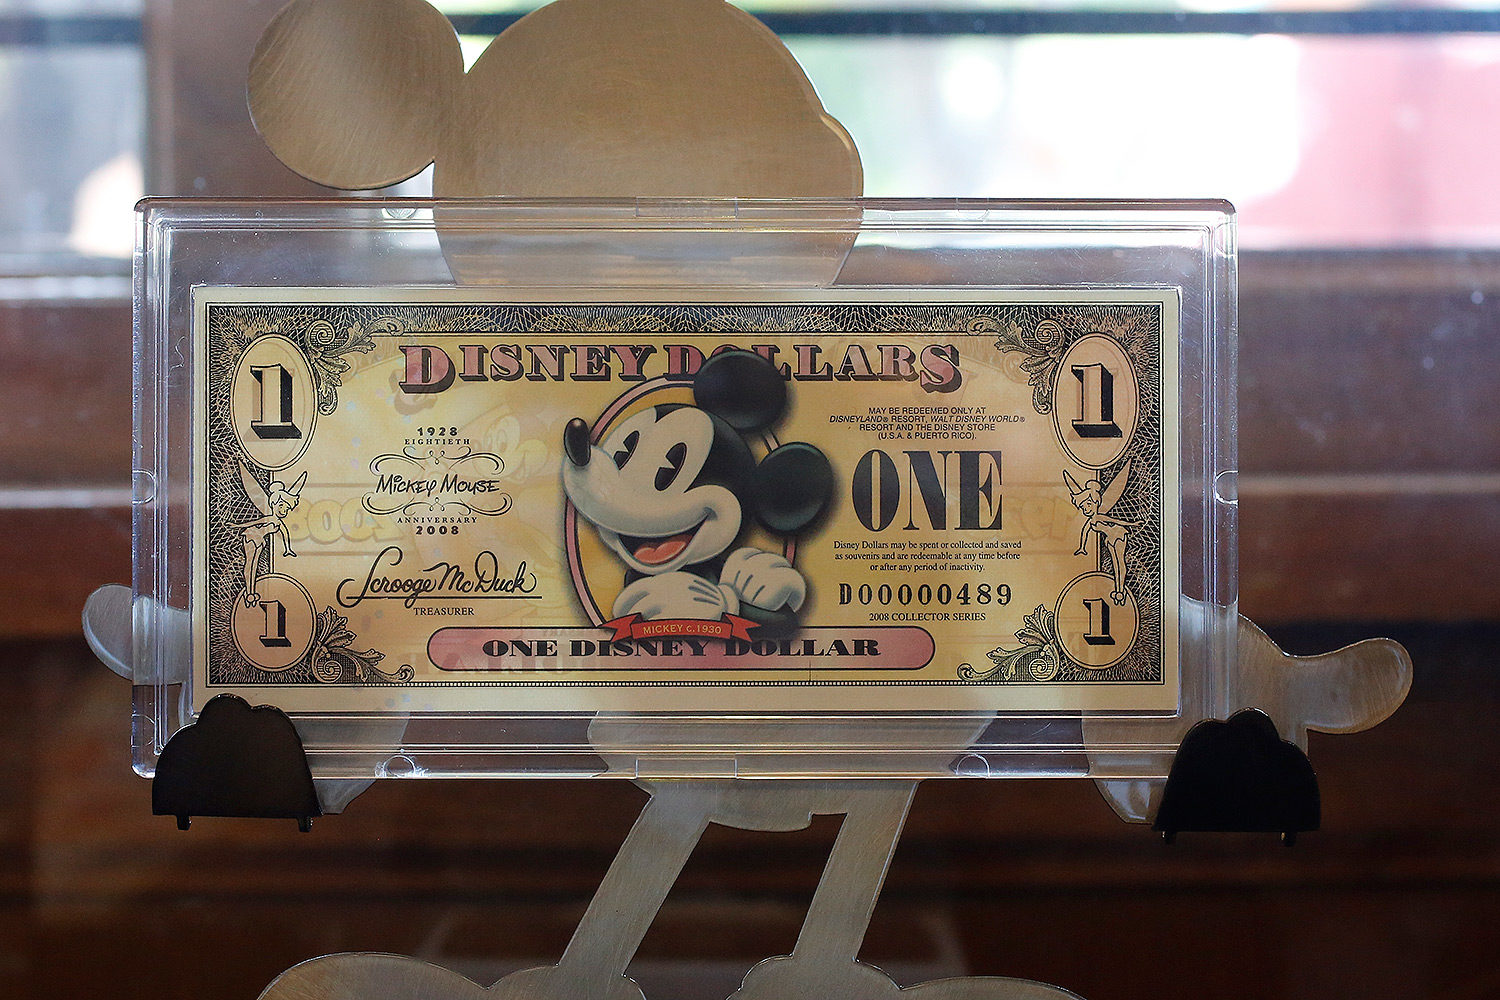 DISNEY DOLLARS
1
1
1928
EIGHTIETH
MICKEY MOUSE
ANNIVERSARY
2008
Scrooge McDuck
TREASURER
MAY BE REDEEMED ONLY AT
DISNEYLAND® RESORT, WALT DISNEY WORLD®
RESORT AND THE DISNEY STORE
(U.S.A. & PUERTO RICO).
ONE
Disney Dollars may be spent or collected and saved
as souvenirs and are redeemable at any time before
or after any period of inactivity.
D00000489
2008 COLLECTOR SERIES
1
1
MICKEY c.1930
ONE DISNEY DOLLAR